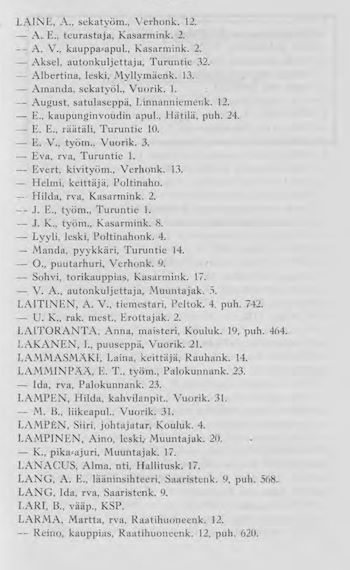 LAINE, A., sekatyöm., Verhonk. 12.
— A. E., teurastaja, Kasarmink. 2.
— A. V., kauppa-apul., Kasarmink. 2.
— Aksel, autonkuljettaja, Turuntie 32.
— Albertina, leski, Myllymäenk. 13.
— Amanda, sekatyöl., Vuorik. 1.
— August, satulaseppä, Linnanniemenk. 12.
— E., kaupunginvoudin apul., Hätilä, puh. 24.
— E. E., räätäli, Turuntie 10.
— E. V., työm., Vuorik. 3.
— Eva, rva, Turuntie 1.
— Evert, kivityöm., Verhonk. 13.
— Helmi, keittäjä, Poltinaho.
— Hilda, rva, Kasarmink. 2.
— J. E., työm., Turuntie 1.
— J. K., työm., Kasarmink. 8.
— Lyyli, leski, Poltinahonk. 4.
— Manda, pyykkäri, Turuntie 14.
— O., puutarhuri, Verhonk. 9.
— Sohvi, torikauppias, Kasarmink. 17.
— V. A., autonkuljettaja, Muuntajak. 5.
LAITINEN, A. V., tiemestari, Peltok. 4, puh. 742.
— U. K., rak. mest., Erottajak. 2.
LAITORANTA, Anna, maisteri, Kouluk. 19, puh. 464.
LAKANEN, I., puuseppä, Vuorik. 21.
LAMMASMÄKI, Laina, keittäjä, Rauhank. 14.
LAMMINPÄÄ, E. T., työm., Palokunnank. 23.
— Ida, rva, Palokunnank. 23.
LAMPEN, Hilda, kahvilanpit., Vuorik. 31.
— M. B., liikeapul., Vuorik. 31.
LAMPÉN, Siiri, johtajatar, Kouluk. 4.
LAMPINEN, Aino, leski, Muuntajak. 20.
— K., pika-ajuri, Muuntajak. 17.
LANACUS, Alma, nti, Hallitusk. 17.
LANG, A. E., lääninsihteeri, Saaristenk. 9, puh. 568.
LANG, Ida, rva, Saaristenk. 9.
LARI, B., vääp., KSP.
LARMA, Martta, rva, Raatihuoneenk. 12.
— Reino, kauppias, Raatihuoneenk. 12, puh. 620.